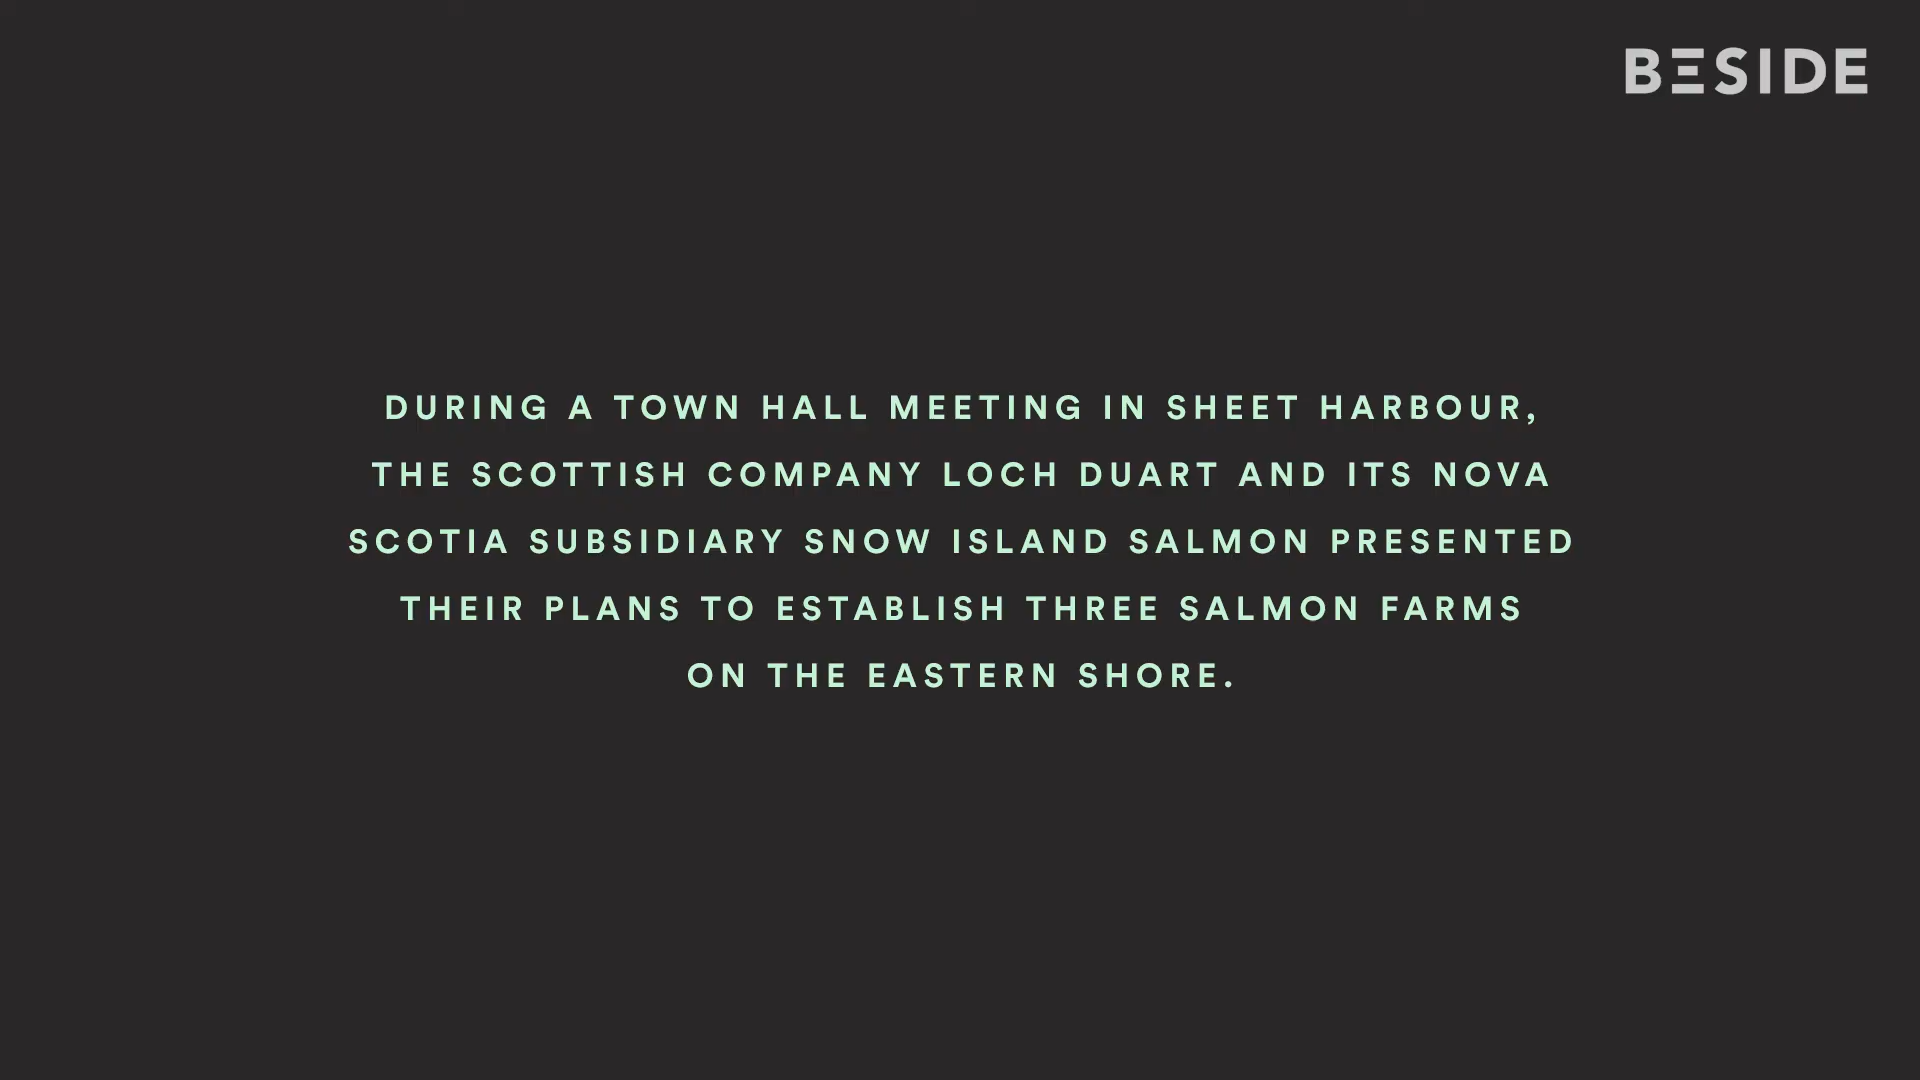 BESIDE
DURING A TOWN HALL MEETING IN SHEET HARBOUR,
THE SCOTTISH COMPANY LOCH DUART AND ITS NOVA
SCOTIA SUBSIDIARY SNOW ISLAND SALMON PRESENTED
THEIR PLANS TO ESTABLISH THREE SALMON FARMS
ON THE EASTERN SHORE.